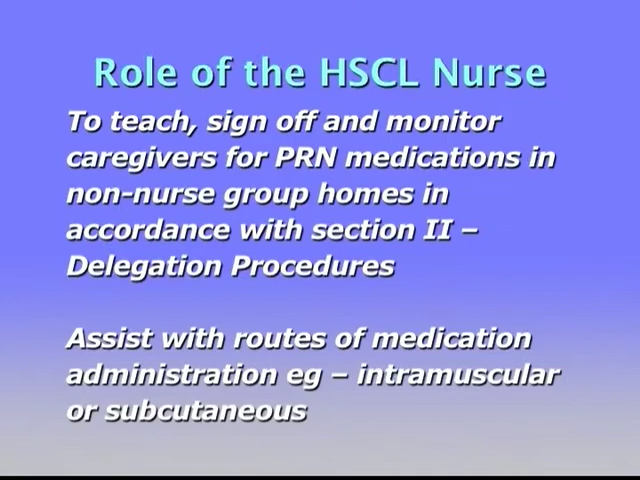 Role of the HSCL Nurse
To teach, sign off and monitor
caregivers for PRN medications in
non-nurse group homes in
accordance with section II –
Delegation Procedures
Assist with routes of medication
administration eg – intramuscular
or subcutaneous